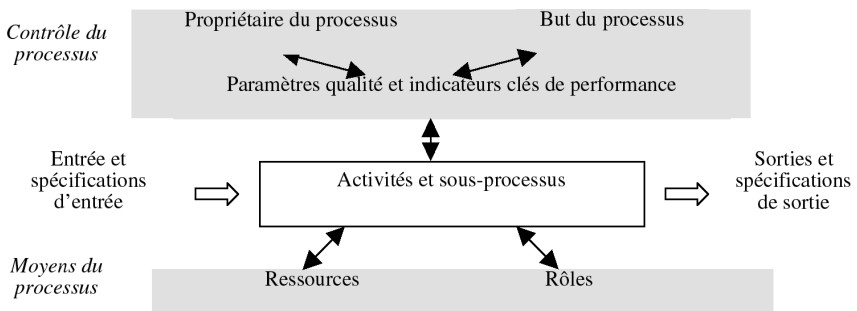 Contrôle du
processus
Propriétaire du processus
But du processus
Paramètres qualité et indicateurs clés de performance
Entrée et
spécifications
d'entrée
Activités et sous-processus
Sorties et
spécifications
de sortie
Moyens du
processus
Ressources
Rôles